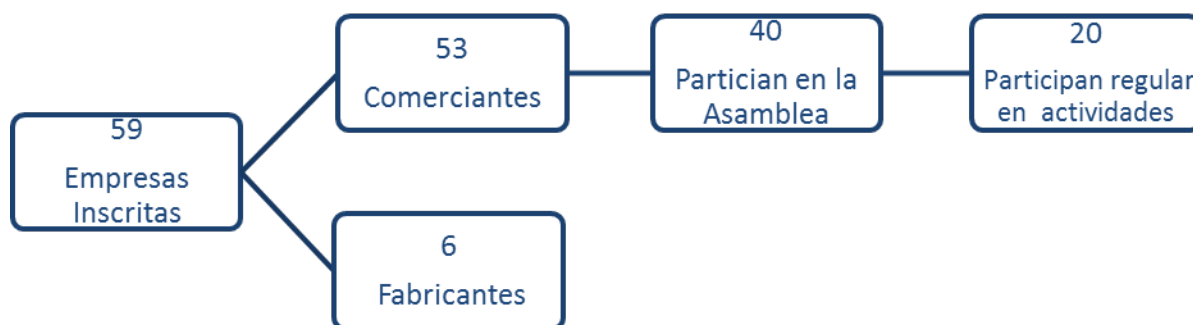 59
Empresas
Inscritas
53
Comerciantes
40
Partician en la
Asamblea
20
Participan regular
en actividades
6
Fabricantes